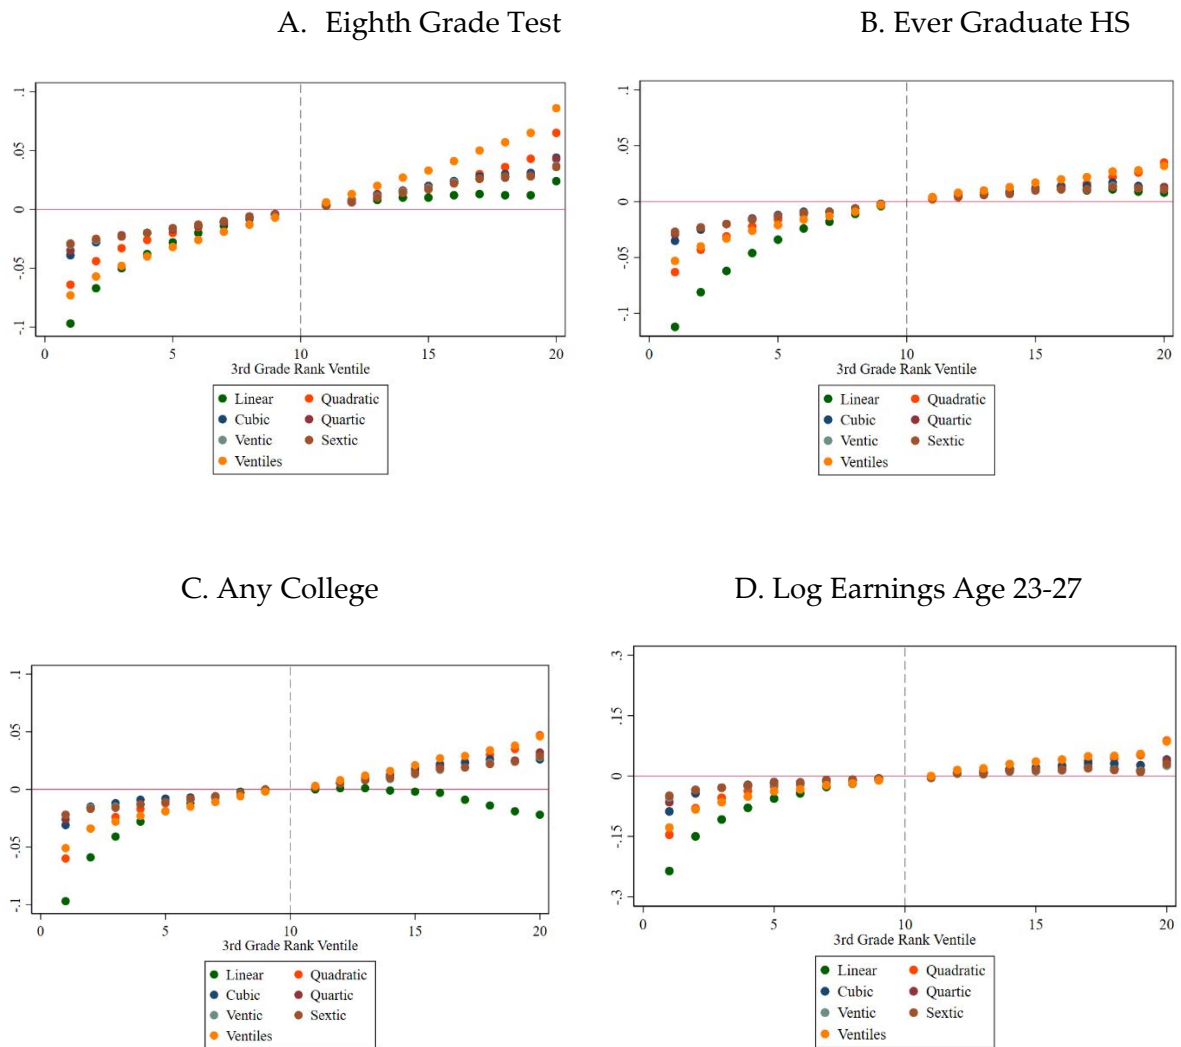 A. Eighth Grade Test
B. Ever Graduate HS
.1
.05
0
-.05
-.1
0 5 10 15 20
3rd Grade Rank Ventile
Linear Quadratic
Cubic Quartic
Ventic Sextic
Ventiles
.1
.05
0
-.05
-.1
0 5 10 15 20
3rd Grade Rank Ventile
Linear Quadratic
Cubic Quartic
Ventic Sextic
Ventiles
C. Any College
D. Log Earnings Age 23-27
.1
.05
0
-.05
-.1
0 5 10 15 20
3rd Grade Rank Ventile
Linear Quadratic
Cubic Quartic
Ventic Sextic
Ventiles
.3
.15
0
-.15
-.3
0 5 10 15 20
3rd Grade Rank Ventile
Linear Quadratic
Cubic Quartic
Ventic Sextic
Ventiles